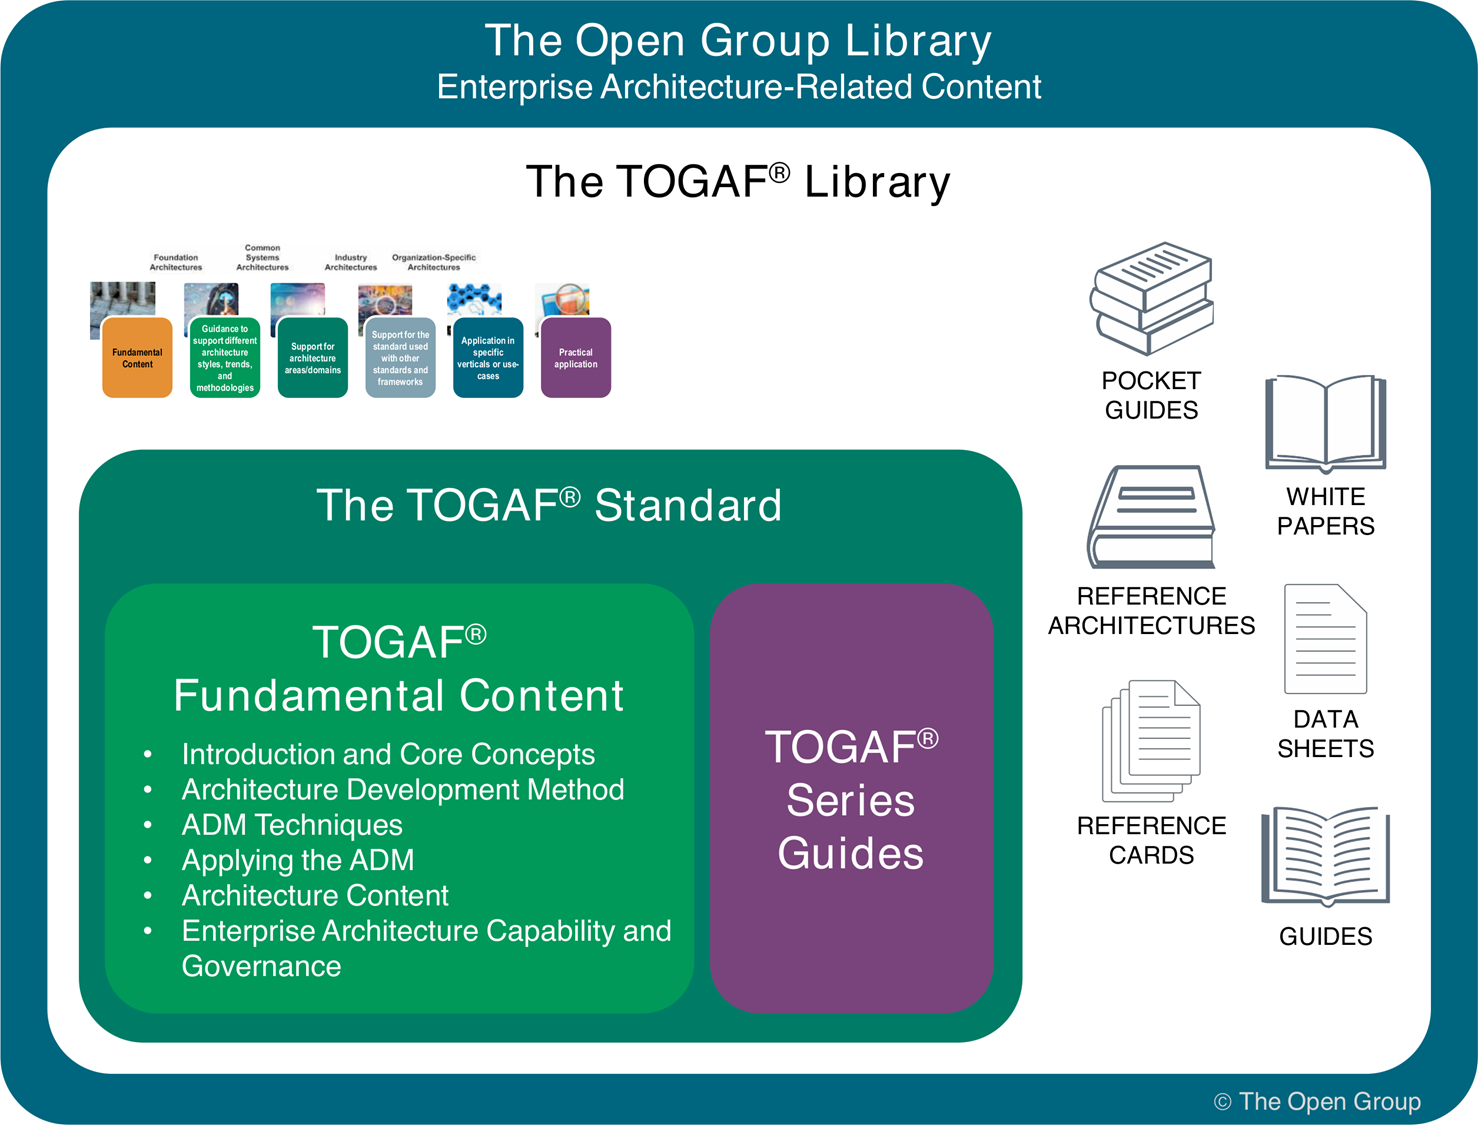 The Open Group Library
Enterprise Architecture-Related Content
The TOGAF® Library
Foundation
Architectures
Common
Systems
Architectures
Industry
Architectures
Organization-Specific
Architectures
Fundamental
Content
Guidance to
support different
architecture
styles, trends,
and
methodologies
Support for
architecture
areas/domains
Support for the
standard used
with other
standards and
frameworks
Application in
specific
verticals or use-
cases
Practical
application
POCKET
GUIDES
WHITE
PAPERS
REFERENCE
ARCHITECTURES
DATA
SHEETS
REFERENCE
CARDS
GUIDES
The TOGAF® Standard
TOGAF®
Fundamental Content
• Introduction and Core Concepts
• Architecture Development Method
• ADM Techniques
• Applying the ADM
• Architecture Content
• Enterprise Architecture Capability and
Governance
TOGAF®
Series
Guides
© The Open Group